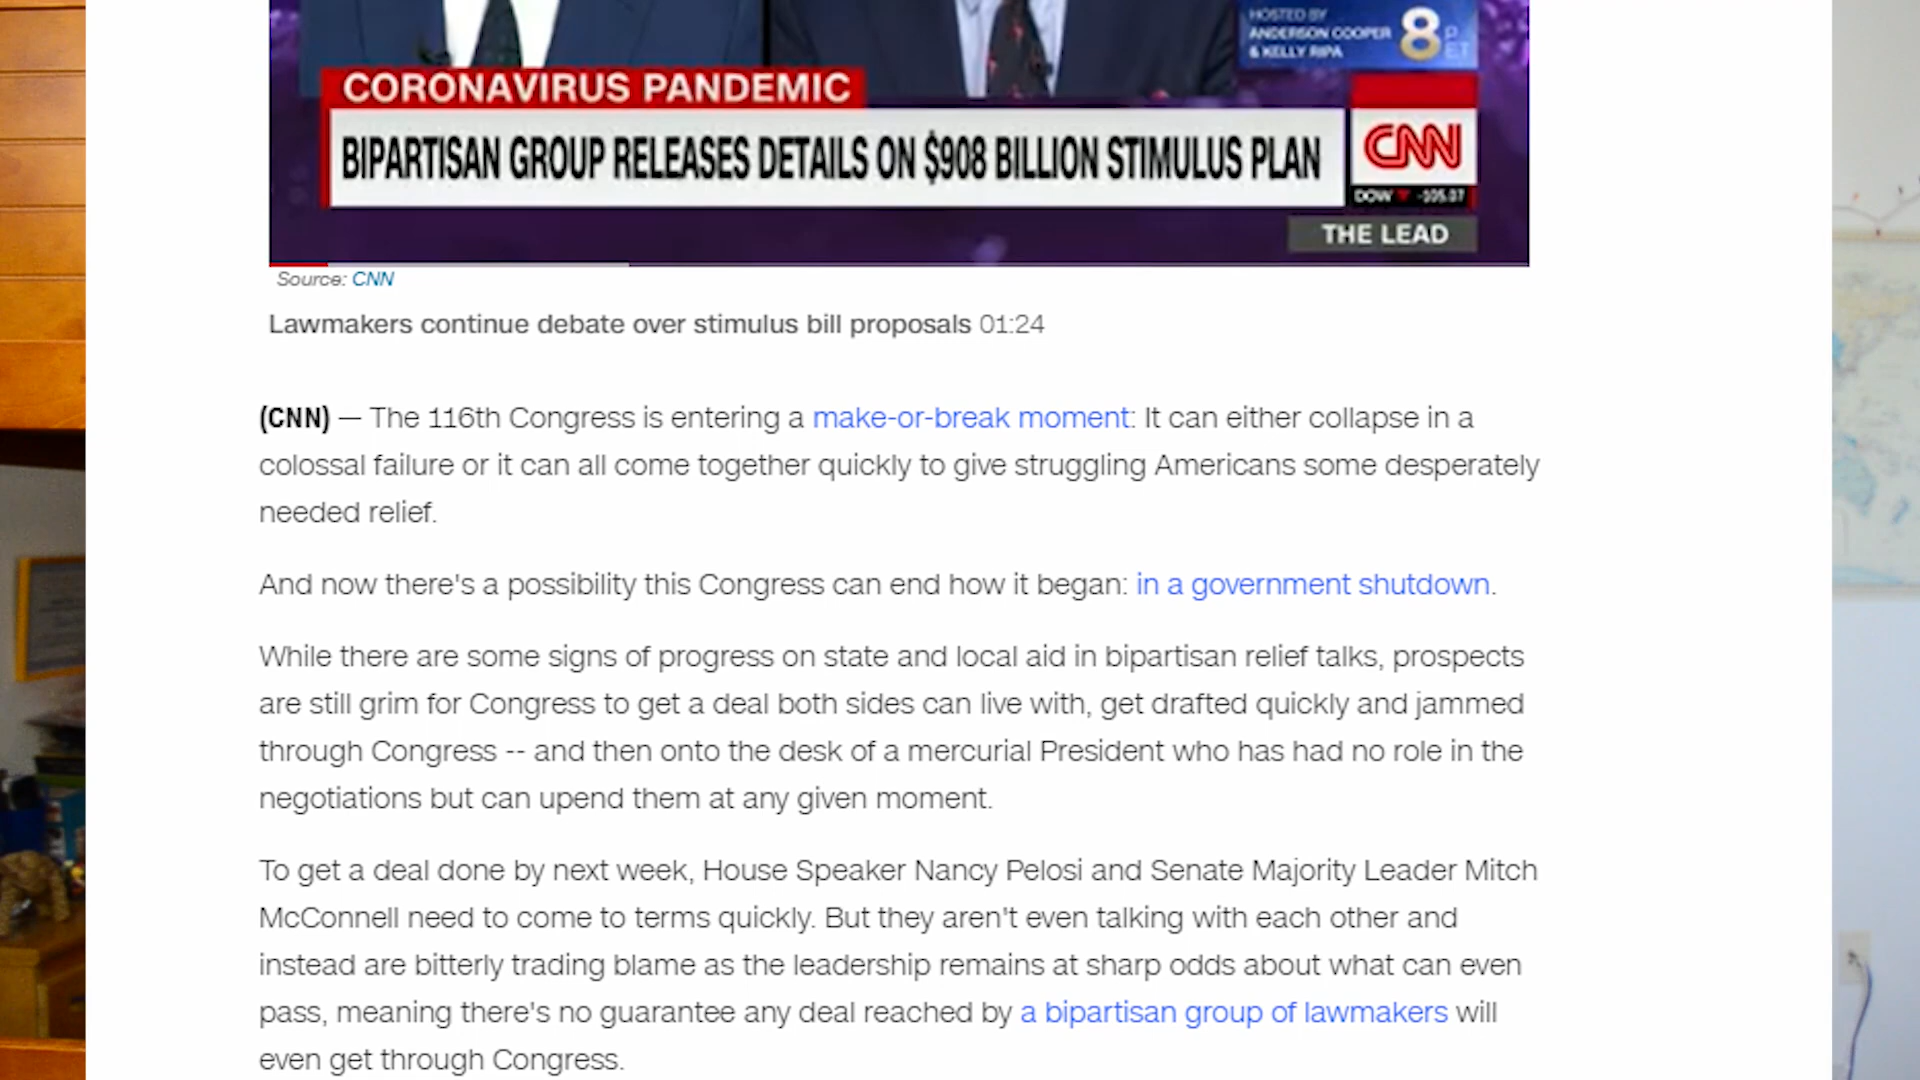 HOSTED BY
ANDERSON COOPER
& KELLY RIPA
8 P
ET
CORONAVIRUS PANDEMIC
BIPARTISAN GROUP RELEASES DETAILS ON $908 BILLION STIMULUS PLAN
CNN
DOW ▼ -105.07
THE LEAD
Source: CNN
Lawmakers continue debate over stimulus bill proposals 01:24
(CNN) — The 116th Congress is entering a make-or-break moment: It can either collapse in a
colossal failure or it can all come together quickly to give struggling Americans some desperately
needed relief.
And now there's a possibility this Congress can end how it began: in a government shutdown.
While there are some signs of progress on state and local aid in bipartisan relief talks, prospects
are still grim for Congress to get a deal both sides can live with, get drafted quickly and jammed
through Congress -- and then onto the desk of a mercurial President who has had no role in the
negotiations but can upend them at any given moment.
To get a deal done by next week, House Speaker Nancy Pelosi and Senate Majority Leader Mitch
McConnell need to come to terms quickly. But they aren't even talking with each other and
instead are bitterly trading blame as the leadership remains at sharp odds about what can even
pass, meaning there's no guarantee any deal reached by a bipartisan group of lawmakers will
even get through Congress.